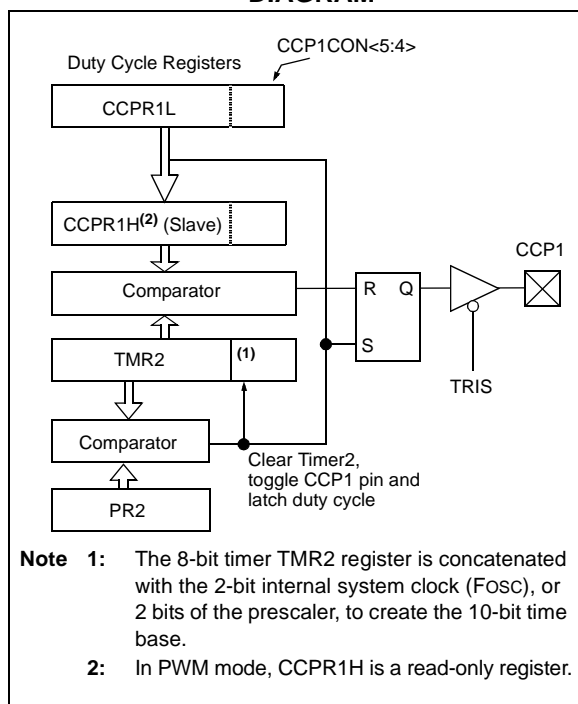 DIAGRAM
CCP1CON<5:4>
Duty Cycle Registers
CCPR1L
CCPR1H(2) (Slave)
CCP1
Comparator
R Q
TMR2 (1)
S
TRIS
Comparator
Clear Timer2,
toggle CCP1 pin and
latch duty cycle
PR2
Note 1: The 8-bit timer TMR2 register is concatenated
with the 2-bit internal system clock (FOSC), or
2 bits of the prescaler, to create the 10-bit time
base.
2: In PWM mode, CCPR1H is a read-only register.